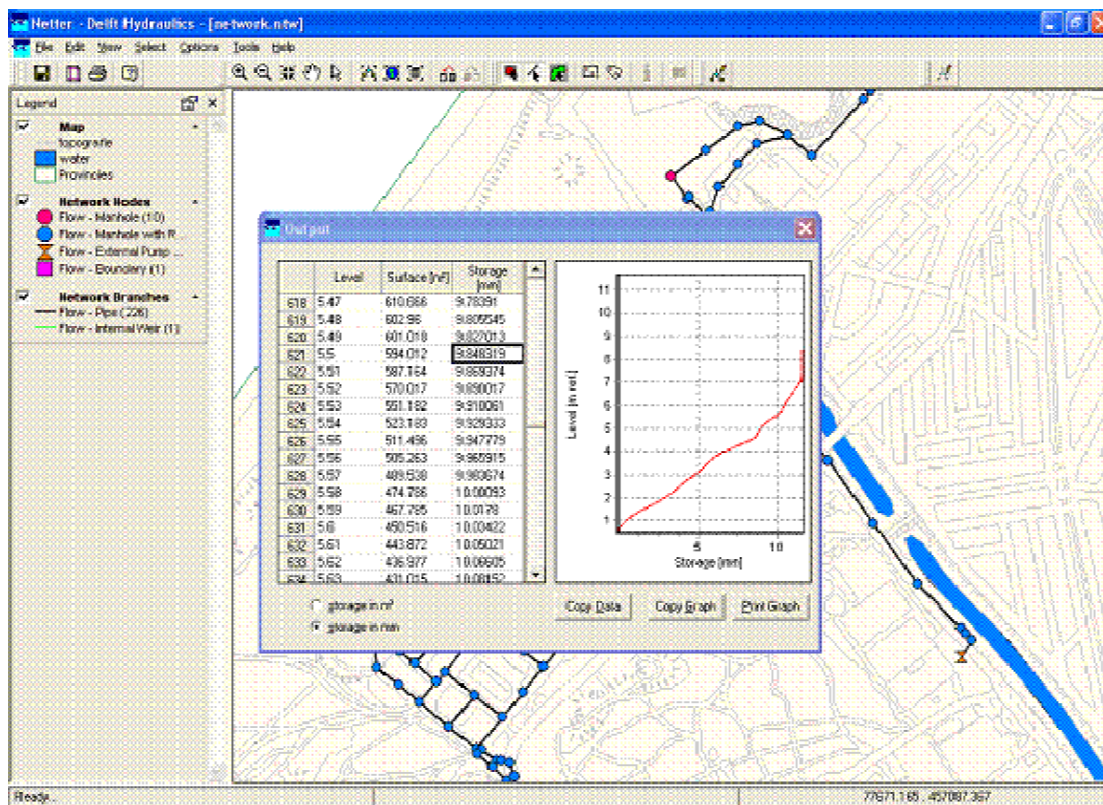 Netter - Delft Hydraulics - [network.ntw]
File Edit View Select Options Tools Help
Legend
Map
topografie
water
Provincies
Network Nodes
Flow - Manhole (10)
Flow - Manhole with R...
Flow - External Pump ...
Flow - Boundary (1)
Network Branches
Flow - Pipe (226)
Flow - Internal Weir (1)
Output
Level Surface [m²] Storage [mm]
618 5.47 610.666 9.78391
619 5.48 602.96 9.805545
620 5.49 601.018 9.827013
621 5.5 594.012 9.848319
622 5.51 587.164 9.869374
623 5.52 570.017 9.890017
624 5.53 551.182 9.910061
625 5.54 523.183 9.929333
626 5.55 511.496 9.947779
627 5.56 505.263 9.965915
628 5.57 489.538 9.983674
629 5.58 474.786 10.00093
630 5.59 467.785 10.0178
631 5.6 450.516 10.03422
632 5.61 443.872 10.05021
633 5.62 436.977 10.06605
634 5.63 431.015 10.08152
11
10
9
8
7
6
5
4
3
2
1
Level [m ref.]
5 10
Storage [mm]
storage in m³
storage in mm
Copy Data Copy Graph Print Graph
Ready... 77671.165 , 457087.367